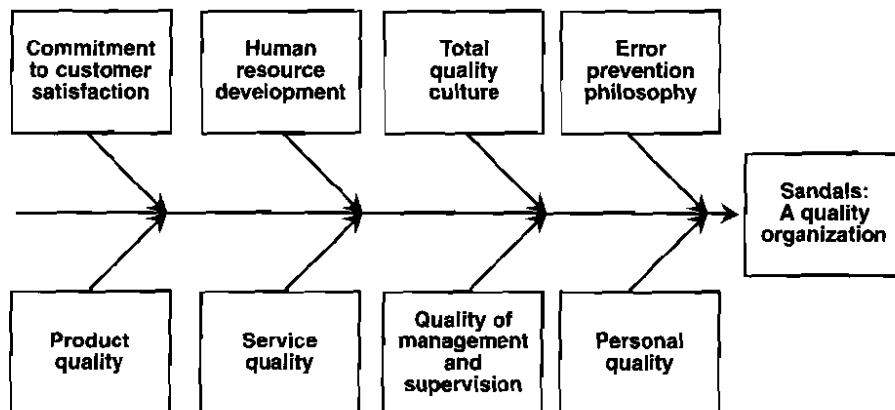 Commitment
to customer
satisfaction
Human
resource
development
Total
quality
culture
Error
prevention
philosophy
Sandals:
A quality
organization
Product
quality
Service
quality
Quality of
management
and
supervision
Personal
quality